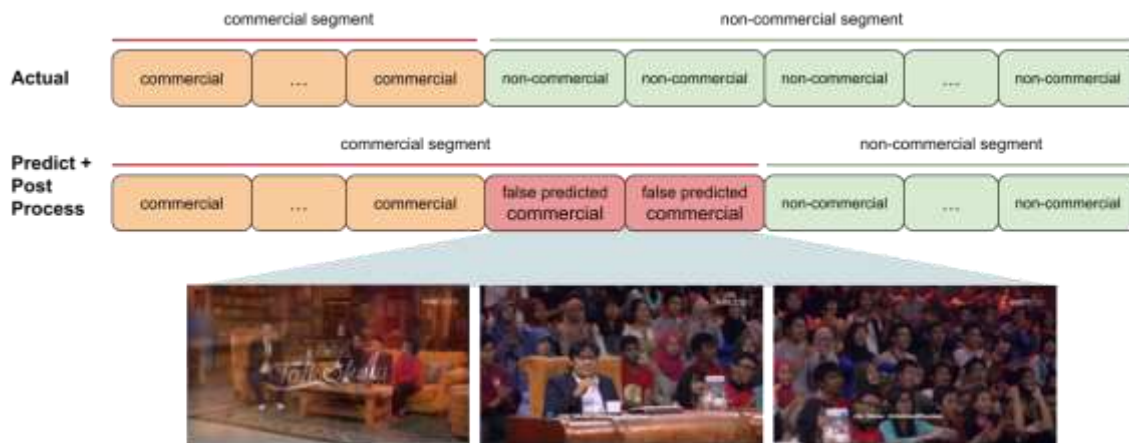 commercial segment
non-commercial segment
Actual
commercial
...
commercial
non-commercial
non-commercial
non-commercial
...
non-commercial
commercial segment
non-commercial segment
Predict +
Post
Process
commercial
...
commercial
false predicted
commercial
false predicted
commercial
non-commercial
...
non-commercial